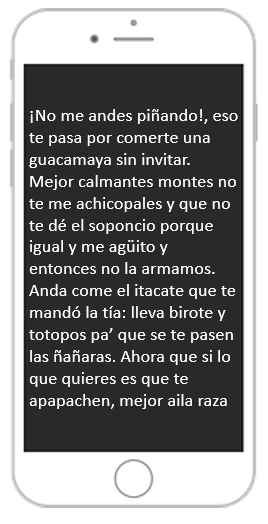 ¡No me andes piñando!, eso
te pasa por comerte una
guacamaya sin invitar.
Mejor calmantes montes no
te me achicopales y que no
te dé el soponcio porque
igual y me agüito y
entonces no la armamos.
Anda come el itacate que te
mandó la tía: lleva birote y
totopos pa’ que se te pasen
las ñañaras. Ahora que si lo
que quieres es que te
apapachen, mejor aila raza